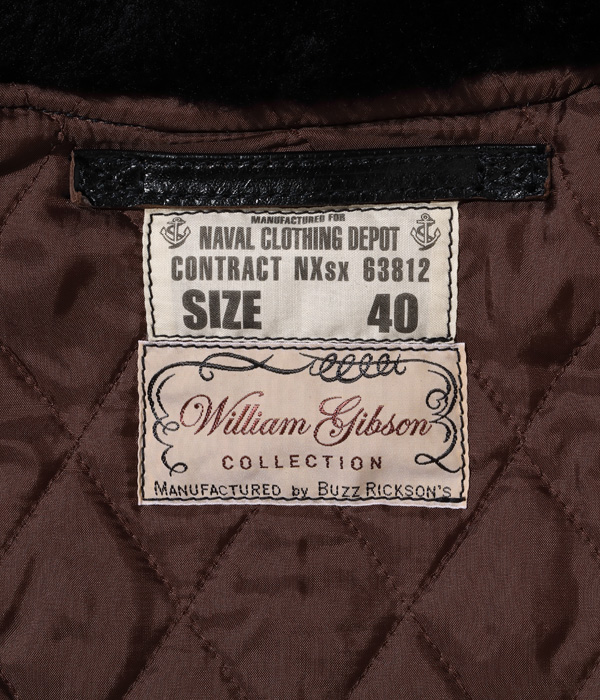 MANUFACTURED FOR
NAVAL CLOTHING DEPOT
CONTRACT NXsx 63812
SIZE 40
William Gibson
COLLECTION
MANUFACTURED by BUZZ RICKSON'S